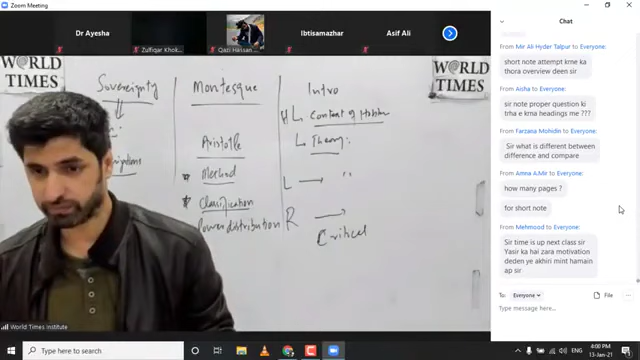 Zoom Meeting
Dr Ayesha
Zulfiqar Khok...
Qazi Hassan...
Ibtisamazhar
Asif Ali
W@RLD
TIMES
Sovereignty
Montesque
Aristotle
Method
Classification
Power distribution
Intro
H L Context of Hobbes
L Theory:
L → "
R →
Critical
W@RLD
TIMES
World Times Institute
Chat
From Mir Ali Hyder Talpur to Everyone:
short note attempt krne ka
thora overview deen sir
From Aisha to Everyone:
sir note proper question ki
trha e krna headings me ???
From Farzana Mohidin to Everyone:
Sir what is different between
difference and compare
From Amna A.Mir to Everyone:
how many pages ?
for short note
From Mehmood to Everyone:
Sir time is up next class sir
Yasir ka hai zara motivation
deden ye akhiri mint hamain
ap sir
To: Everyone
File
...
Type message here...
Type here to search
4:00 PM
13-Jan-21